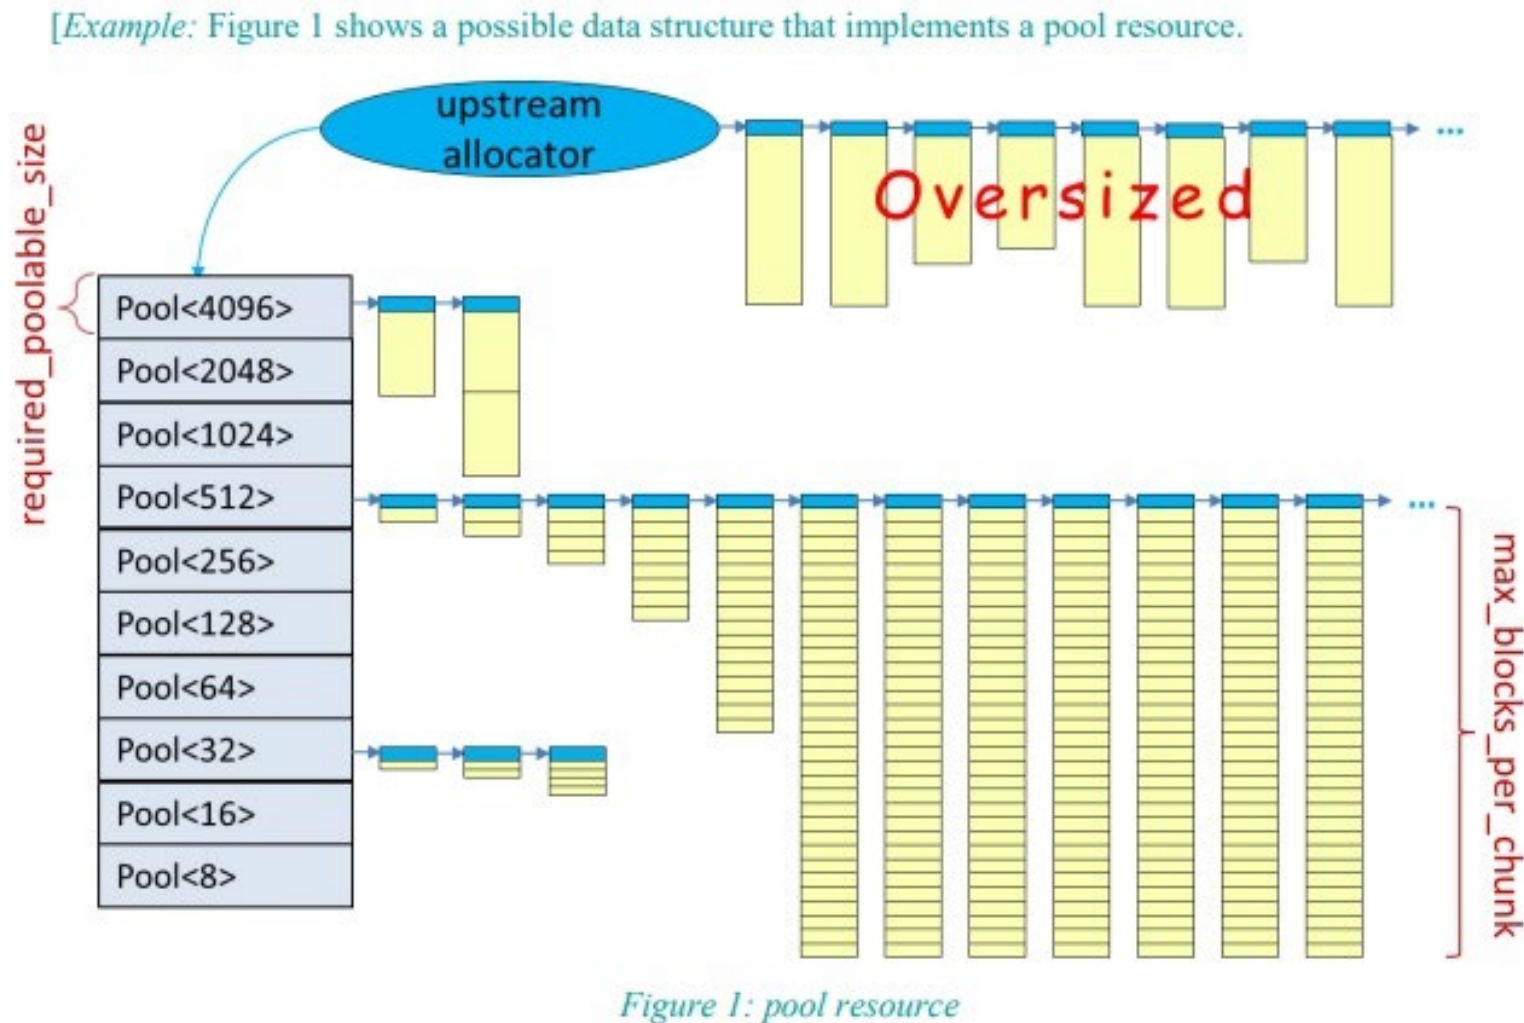 [Example: Figure 1 shows a possible data structure that implements a pool resource.
upstream
allocator
...
Oversized
required_poolable_size
Pool<4096>
Pool<2048>
Pool<1024>
Pool<512>
...
Pool<256>
Pool<128>
Pool<64>
Pool<32>
Pool<16>
Pool<8>
max_blocks_per_chunk
Figure 1: pool resource